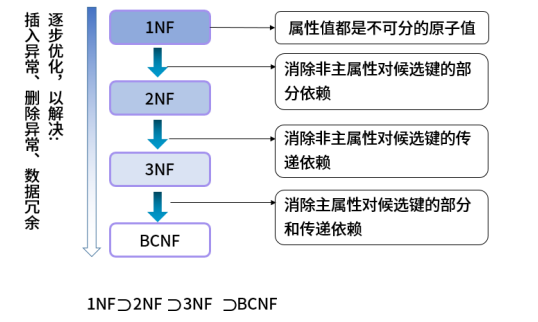 逐步优化，以解决：
插入异常、删除异常、数据冗余
1NF
属性值都是不可分的原子值
消除非主属性对候选键的部
分依赖
2NF
消除非主属性对候选键的传
递依赖
3NF
消除主属性对候选键的部分
和传递依赖
BCNF
1NF⊃2NF ⊃3NF ⊃BCNF